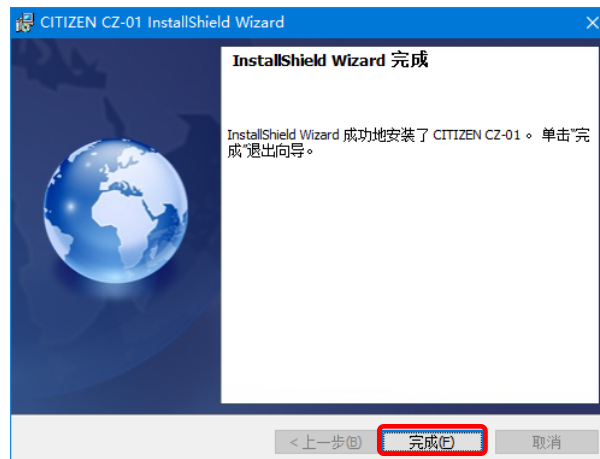 CITIZEN CZ-01 InstallShield Wizard
InstallShield Wizard 完成
InstallShield Wizard 成功地安装了 CITIZEN CZ-01。 单击"完
成"退出向导。
<上一步(B) 完成(F) 取消